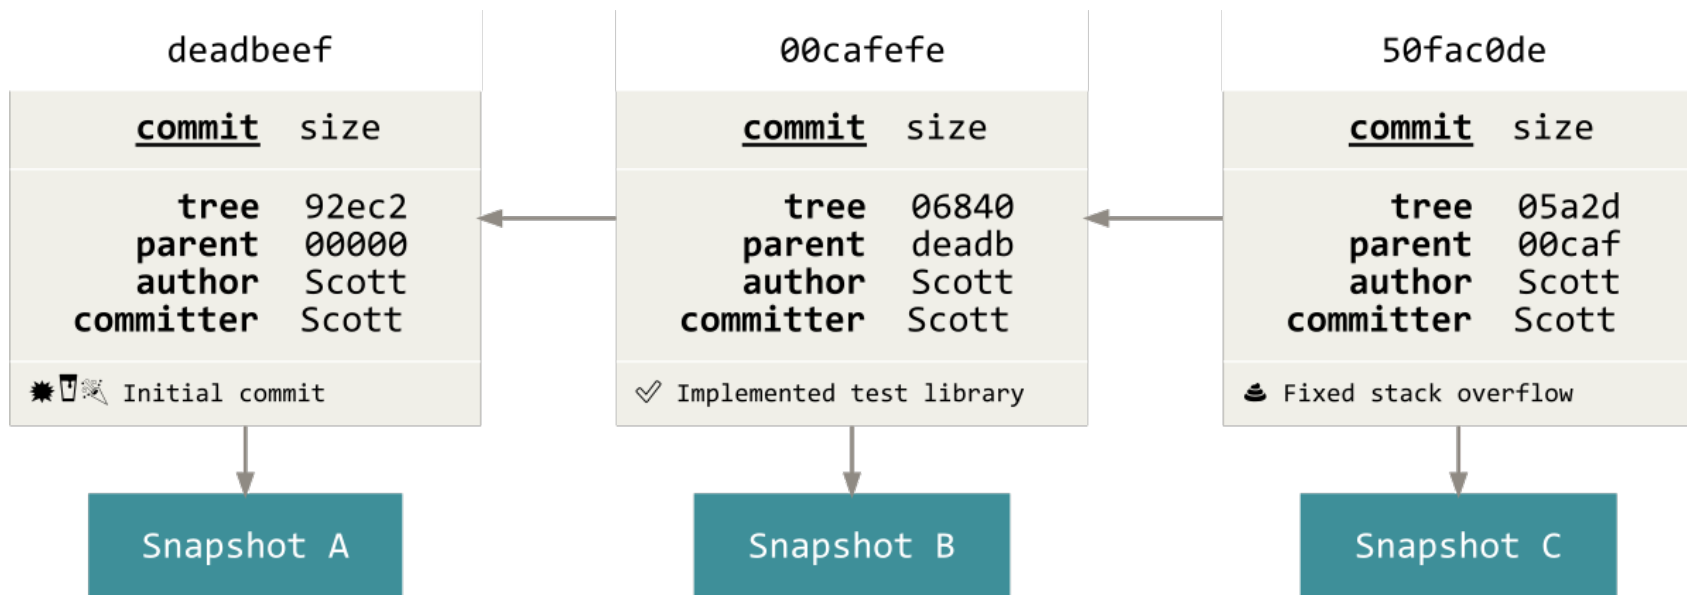 deadbeef
commit size
tree 92ec2
parent 00000
author Scott
committer Scott
Initial commit
Snapshot A
00cafefe
commit size
tree 06840
parent deadb
author Scott
committer Scott
Implemented test library
Snapshot B
50fac0de
commit size
tree 05a2d
parent 00caf
author Scott
committer Scott
Fixed stack overflow
Snapshot C